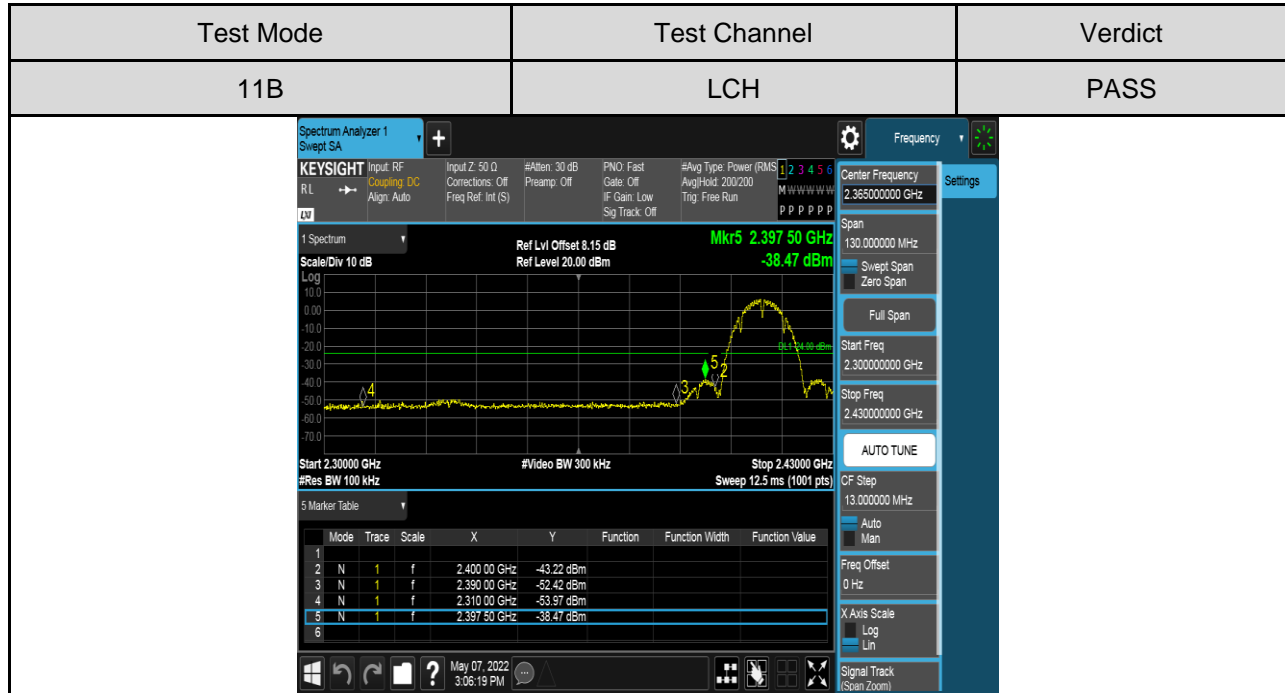 Test Mode Test Channel Verdict
11B LCH PASS
Spectrum Analyzer 1
Swept SA
+
Frequency
KEYSIGHT Input: RF Input Z: 50 Ω #Atten: 30 dB PNO: Fast #Avg Type: Power (RMS 1 2 3 4 5 6
RL Coupling: DC Corrections: Off Preamp: Off Gate: Off Avg|Hold: 200/200 M W W W W W
Align: Auto Freq Ref: Int (S) IF Gain: Low Trig: Free Run
LXI Sig Track: Off P P P P P P
1 Spectrum
Ref Lvl Offset 8.15 dB Mkr5 2.397 50 GHz
Scale/Div 10 dB Ref Level 20.00 dBm -38.47 dBm
Log
10.0
0.00
-10.0
-20.0
DL1 -24.00 dBm
-30.0
5
2
-40.0
3
4
-50.0
-60.0
-70.0
Start 2.30000 GHz #Video BW 300 kHz Stop 2.43000 GHz
#Res BW 100 kHz Sweep 12.5 ms (1001 pts)
5 Marker Table
Mode Trace Scale X Y Function Function Width Function Value
1
2 N 1 f 2.400 00 GHz -43.22 dBm
3 N 1 f 2.390 00 GHz -52.42 dBm
4 N 1 f 2.310 00 GHz -53.97 dBm
5 N 1 f 2.397 50 GHz -38.47 dBm
6
? May 07, 2022
3:06:19 PM
Center Frequency
2.365000000 GHz
Settings
Span
130.000000 MHz
Swept Span
Zero Span
Full Span
Start Freq
2.300000000 GHz
Stop Freq
2.430000000 GHz
AUTO TUNE
CF Step
13.000000 MHz
Auto
Man
Freq Offset
0 Hz
X Axis Scale
Log
Lin
Signal Track
(Span Zoom)